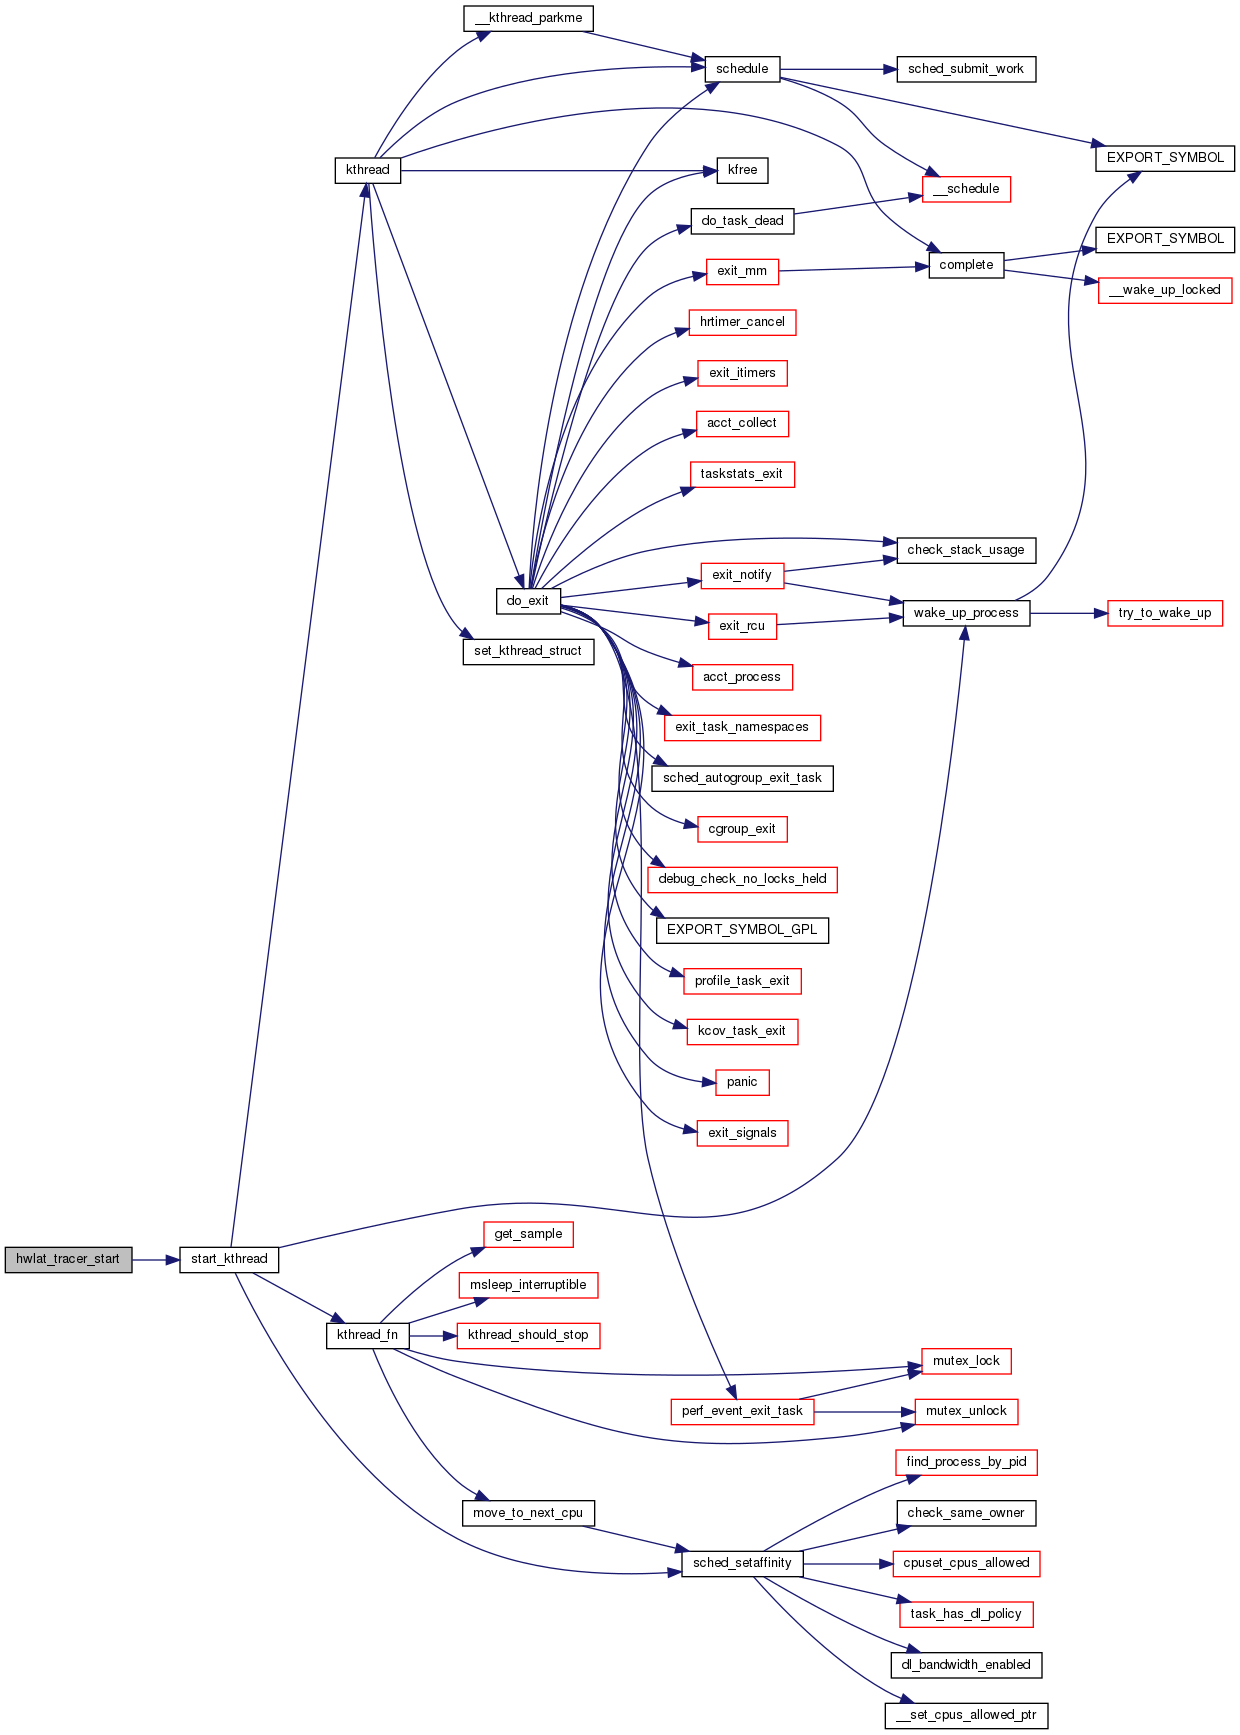 __kthread_parkme
schedule
sched_submit_work
EXPORT_SYMBOL
kthread
kfree
__schedule
do_task_dead
EXPORT_SYMBOL
complete
exit_mm
__wake_up_locked
hrtimer_cancel
exit_itimers
acct_collect
taskstats_exit
check_stack_usage
exit_notify
do_exit
wake_up_process
try_to_wake_up
exit_rcu
set_kthread_struct
acct_process
exit_task_namespaces
sched_autogroup_exit_task
cgroup_exit
debug_check_no_locks_held
EXPORT_SYMBOL_GPL
profile_task_exit
kcov_task_exit
panic
exit_signals
get_sample
hwlat_tracer_start
start_kthread
msleep_interruptible
kthread_fn
kthread_should_stop
mutex_lock
perf_event_exit_task
mutex_unlock
find_process_by_pid
move_to_next_cpu
check_same_owner
sched_setaffinity
cpuset_cpus_allowed
task_has_dl_policy
dl_bandwidth_enabled
__set_cpus_allowed_ptr